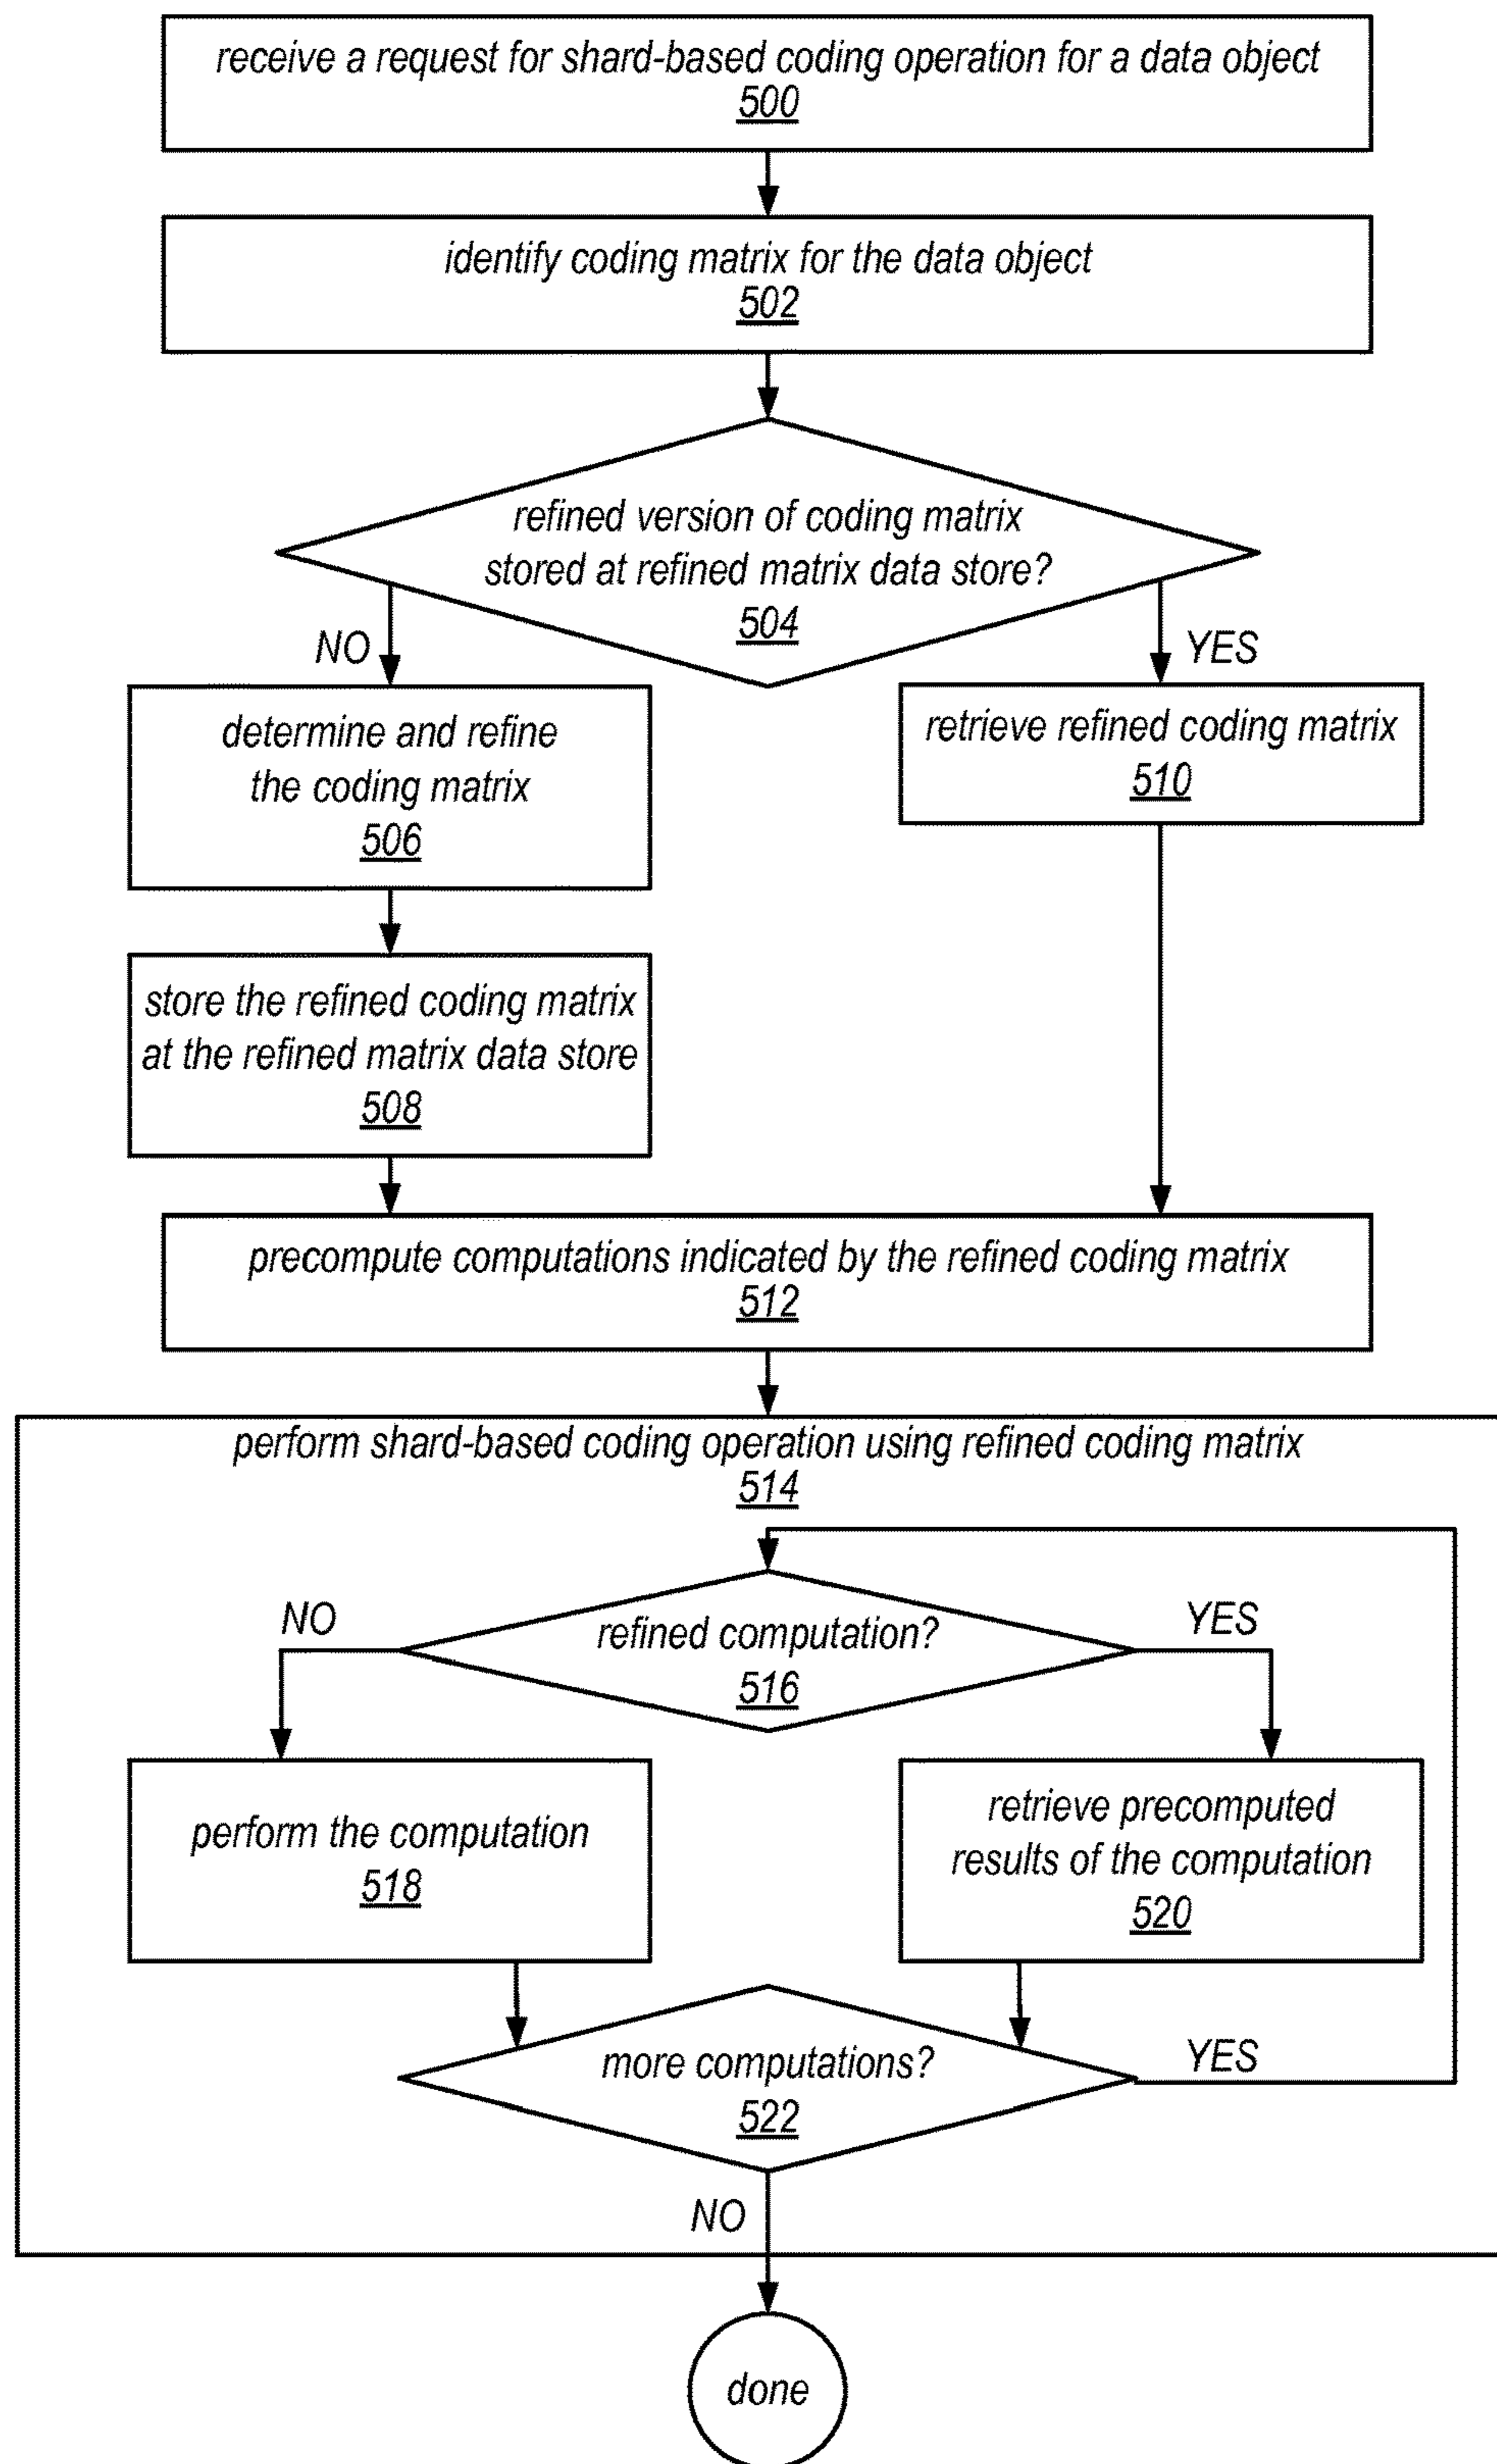 receive a request for shard-based coding operation for a data object
500
identify coding matrix for the data object
502
refined version of coding matrix
stored at refined matrix data store?
504
NO
YES
determine and refine
the coding matrix
506
retrieve refined coding matrix
510
store the refined coding matrix
at the refined matrix data store
508
precompute computations indicated by the refined coding matrix
512
perform shard-based coding operation using refined coding matrix
514
NO
YES
refined computation?
516
perform the computation
518
retrieve precomputed
results of the computation
520
more computations?
522
YES
NO
done